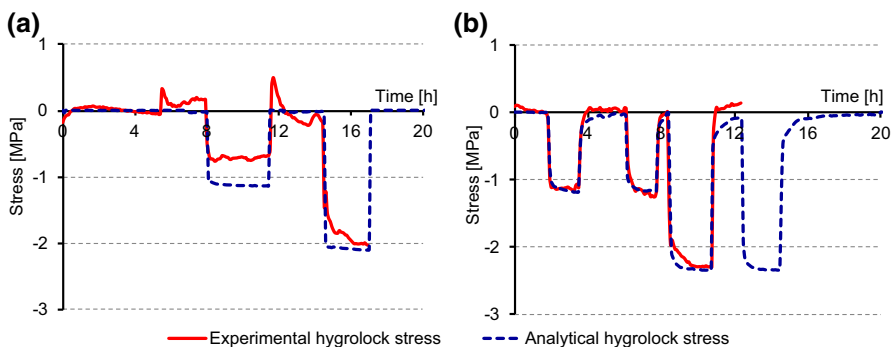 (a)
1
0
-1
-2
-3
Stress [MPa]
Time [h]
0 4 8 12 16 20
(b)
1
0
-1
-2
-3
Stress [MPa]
Time [h]
0 4 8 12 16 20
Experimental hygrolock stress
Analytical hygrolock stress